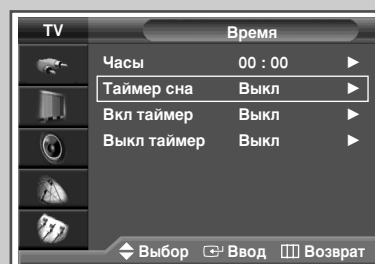 TV Время
Часы 00 : 00
Таймер сна Выкл
Вкл таймер Выкл
Выкл таймер Выкл
Выбор Ввод Возврат